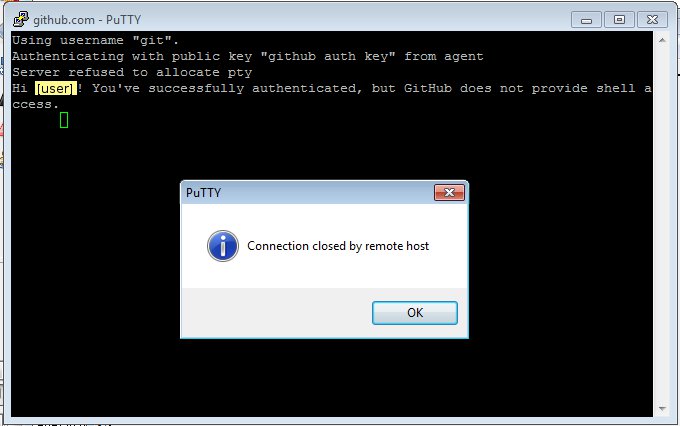 github.com - PuTTY
Using username "git".
Authenticating with public key "github auth key" from agent
Server refused to allocate pty
Hi [user]! You've successfully authenticated, but GitHub does not provide shell a
ccess.
PuTTY
Connection closed by remote host
OK